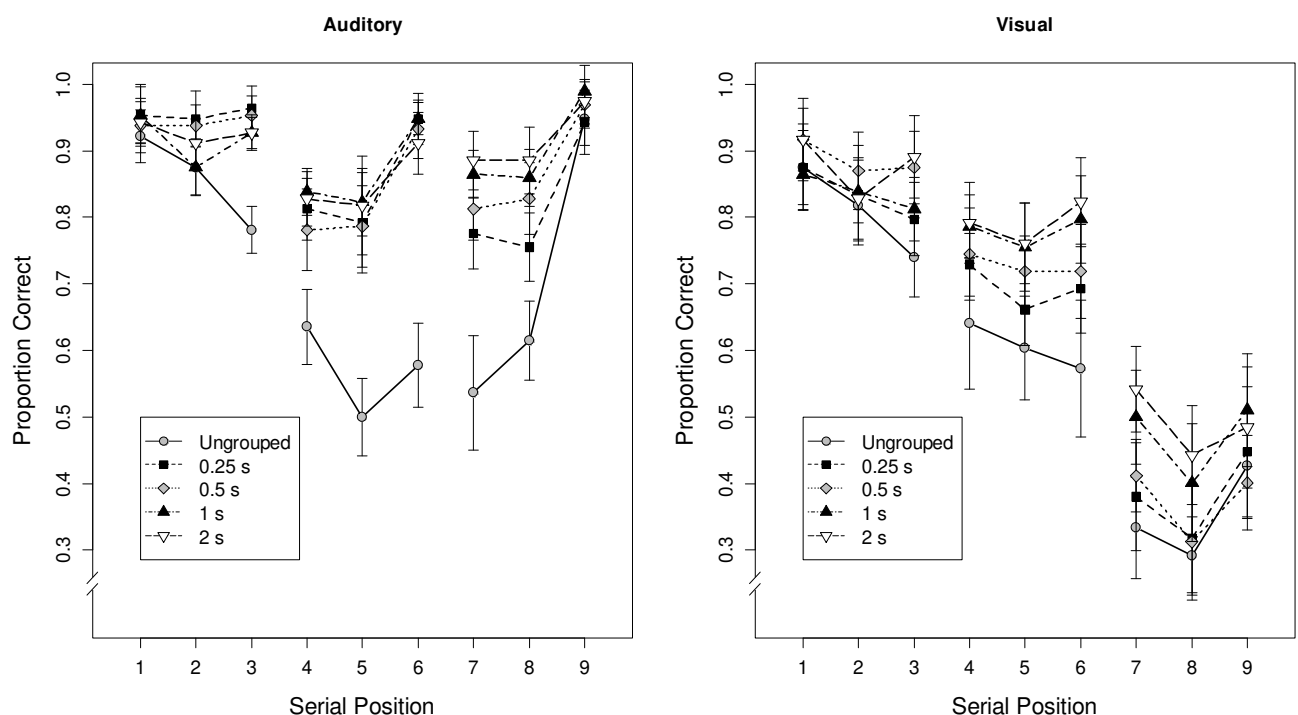 Auditory
Proportion Correct
1.0
0.9
0.8
0.7
0.6
0.5
0.4
0.3
Ungrouped
0.25 s
0.5 s
1 s
2 s
1 2 3 4 5 6 7 8 9
Serial Position
Visual
Proportion Correct
1.0
0.9
0.8
0.7
0.6
0.5
0.4
0.3
Ungrouped
0.25 s
0.5 s
1 s
2 s
1 2 3 4 5 6 7 8 9
Serial Position